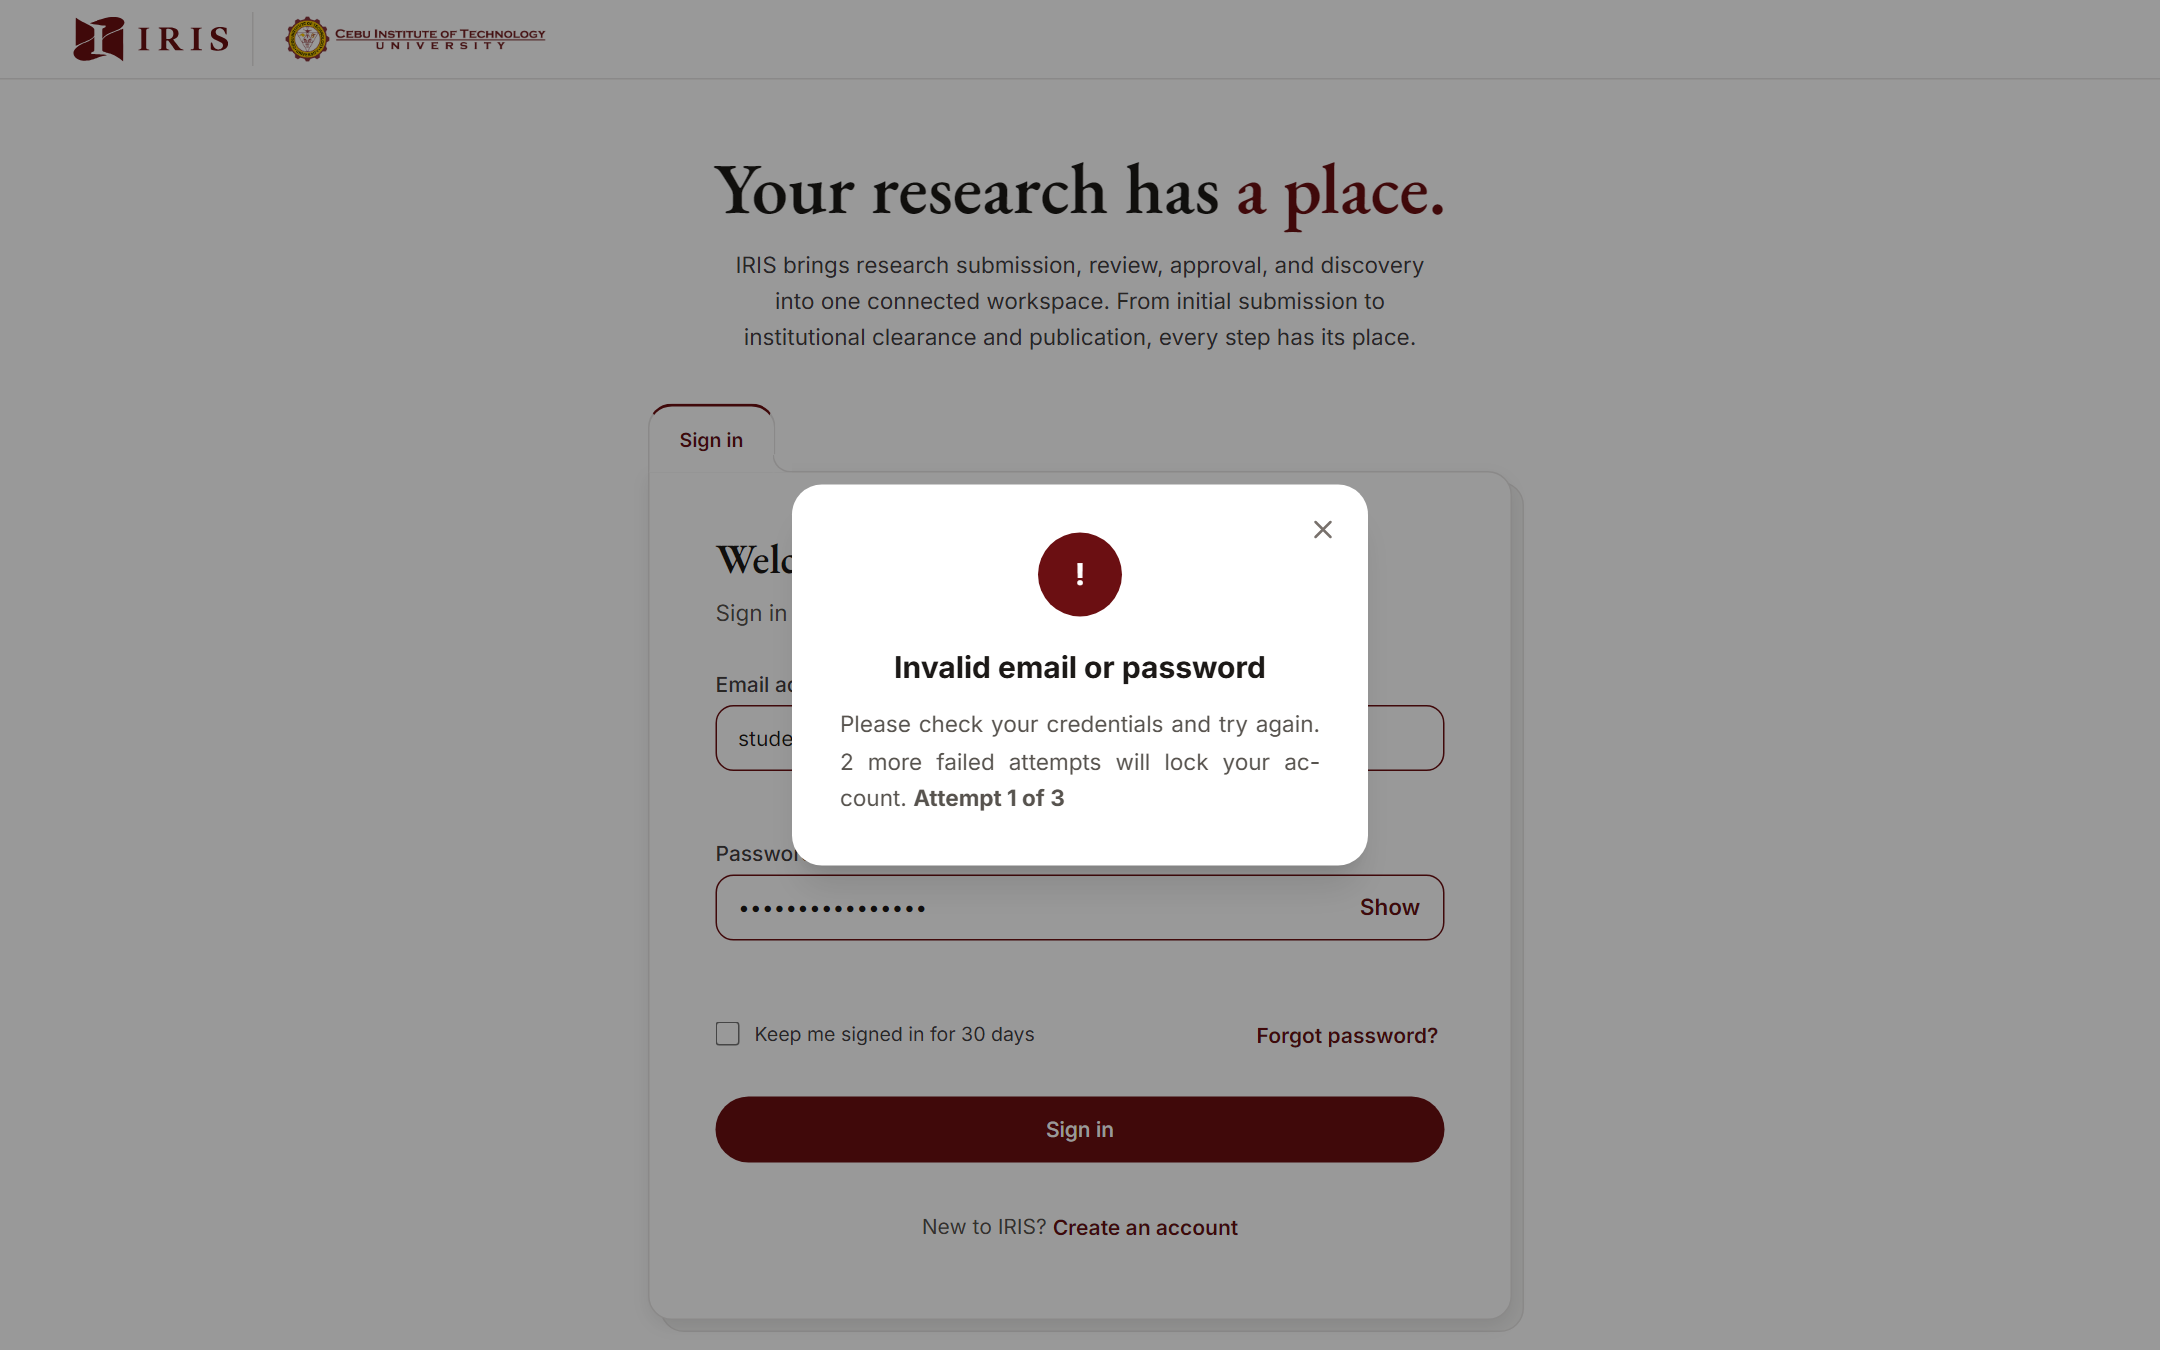 IRIS
CEBU INSTITUTE OF TECHNOLOGY
UNIVERSITY
Your research has a place.
IRIS brings research submission, review, approval, and discovery
into one connected workspace. From initial submission to
institutional clearance and publication, every step has its place.
Sign in
Sign in
Email
stude
!
Invalid email or password
Please check your credentials and try again.
2 more failed attempts will lock your ac-
count. Attempt 1 of 3
Show
Keep me signed in for 30 days
Forgot password?
Sign in
New to IRIS? Create an account